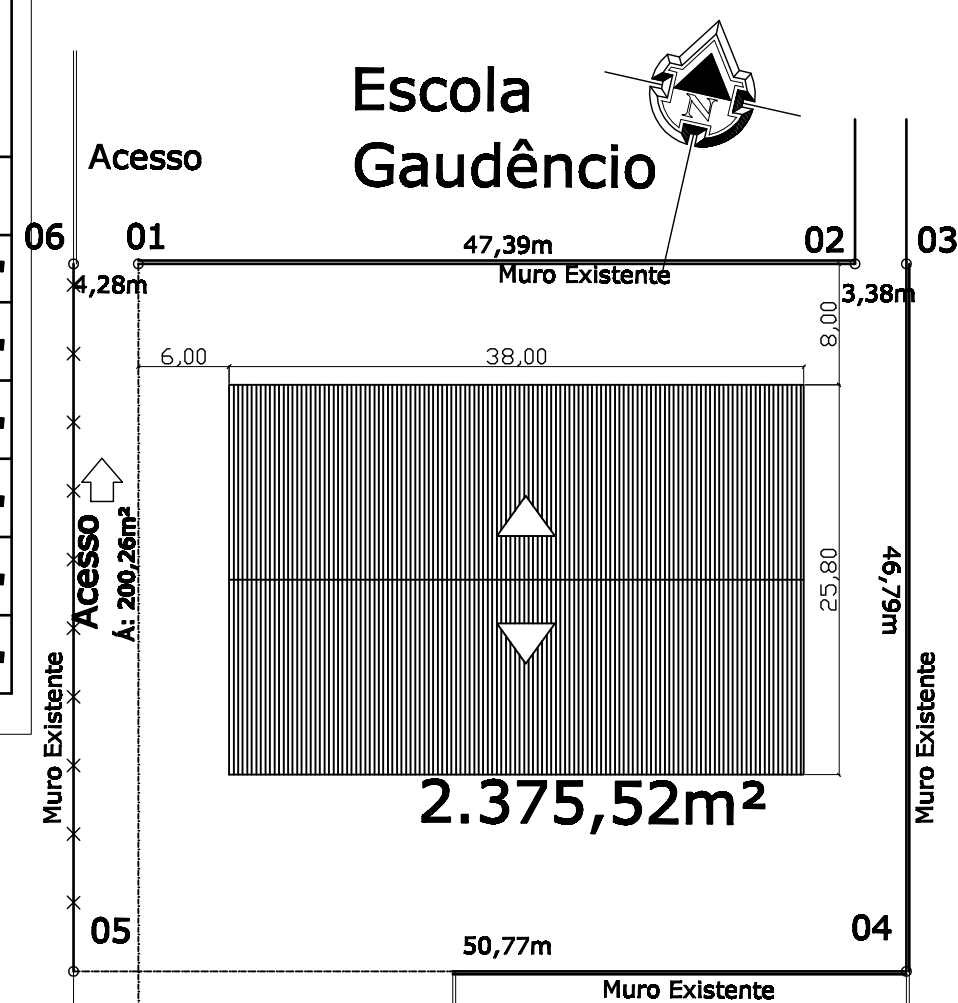 Escola
Gaudêncio
N
Acesso
06
01
47,39m
02
03
Muro Existente
4,28m
3,38m
8,00
6,00
38,00
Acesso
Á: 200,26m²
25,80
46,79m
Muro Existente
Muro Existente
2.375,52m²
05
04
50,77m
Muro Existente